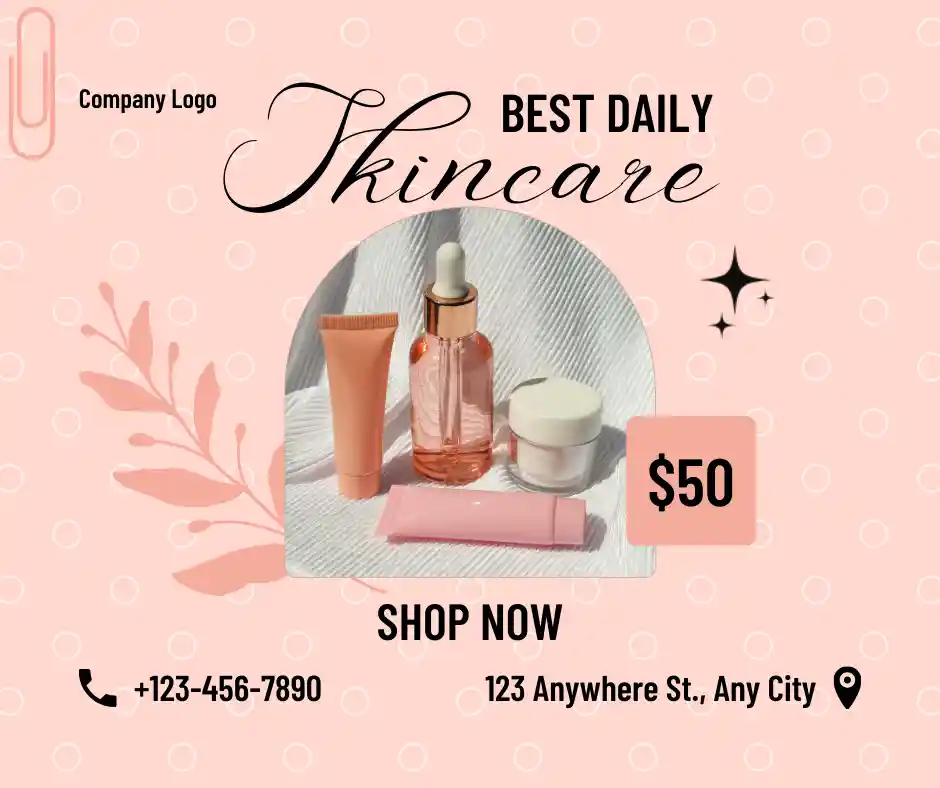 Company Logo
BEST DAILY
Skincare
$50
SHOP NOW
+123-456-7890
123 Anywhere St., Any City